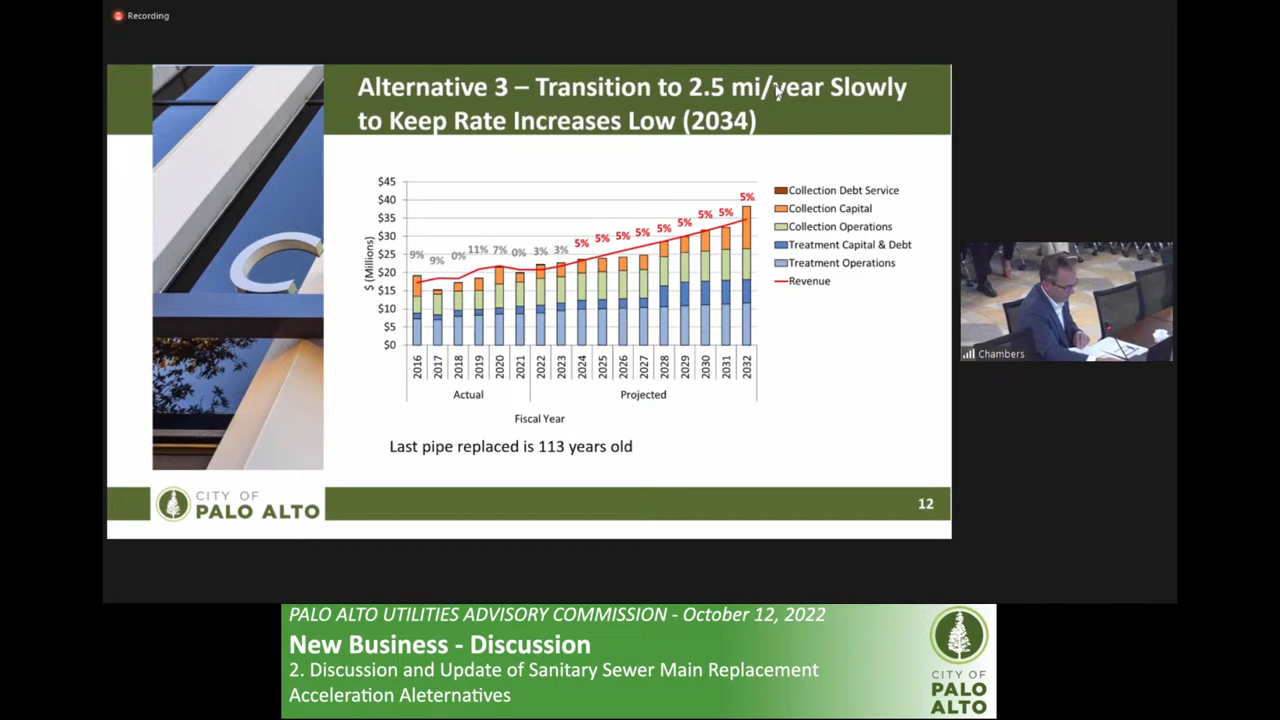 Recording
Alternative 3 – Transition to 2.5 mi/year Slowly
to Keep Rate Increases Low (2034)
$ (Millions)
$45
$40
$35
$30
$25
$20
$15
$10
$5
$0
9%
9%
0%
11%
7%
0%
3%
3%
5%
5%
5%
5%
5%
5%
5%
5%
5%
2016
2017
2018
2019
2020
2021
2022
2023
2024
2025
2026
2027
2028
2029
2030
2031
2032
Actual
Projected
Fiscal Year
Collection Debt Service
Collection Capital
Collection Operations
Treatment Capital & Debt
Treatment Operations
Revenue
Last pipe replaced is 113 years old
CITY OF
PALO ALTO
12
Chambers
PALO ALTO UTILITIES ADVISORY COMMISSION - October 12, 2022
New Business - Discussion
2. Discussion and Update of Sanitary Sewer Main Replacement
Acceleration Aleternatives
CITY OF
PALO
ALTO